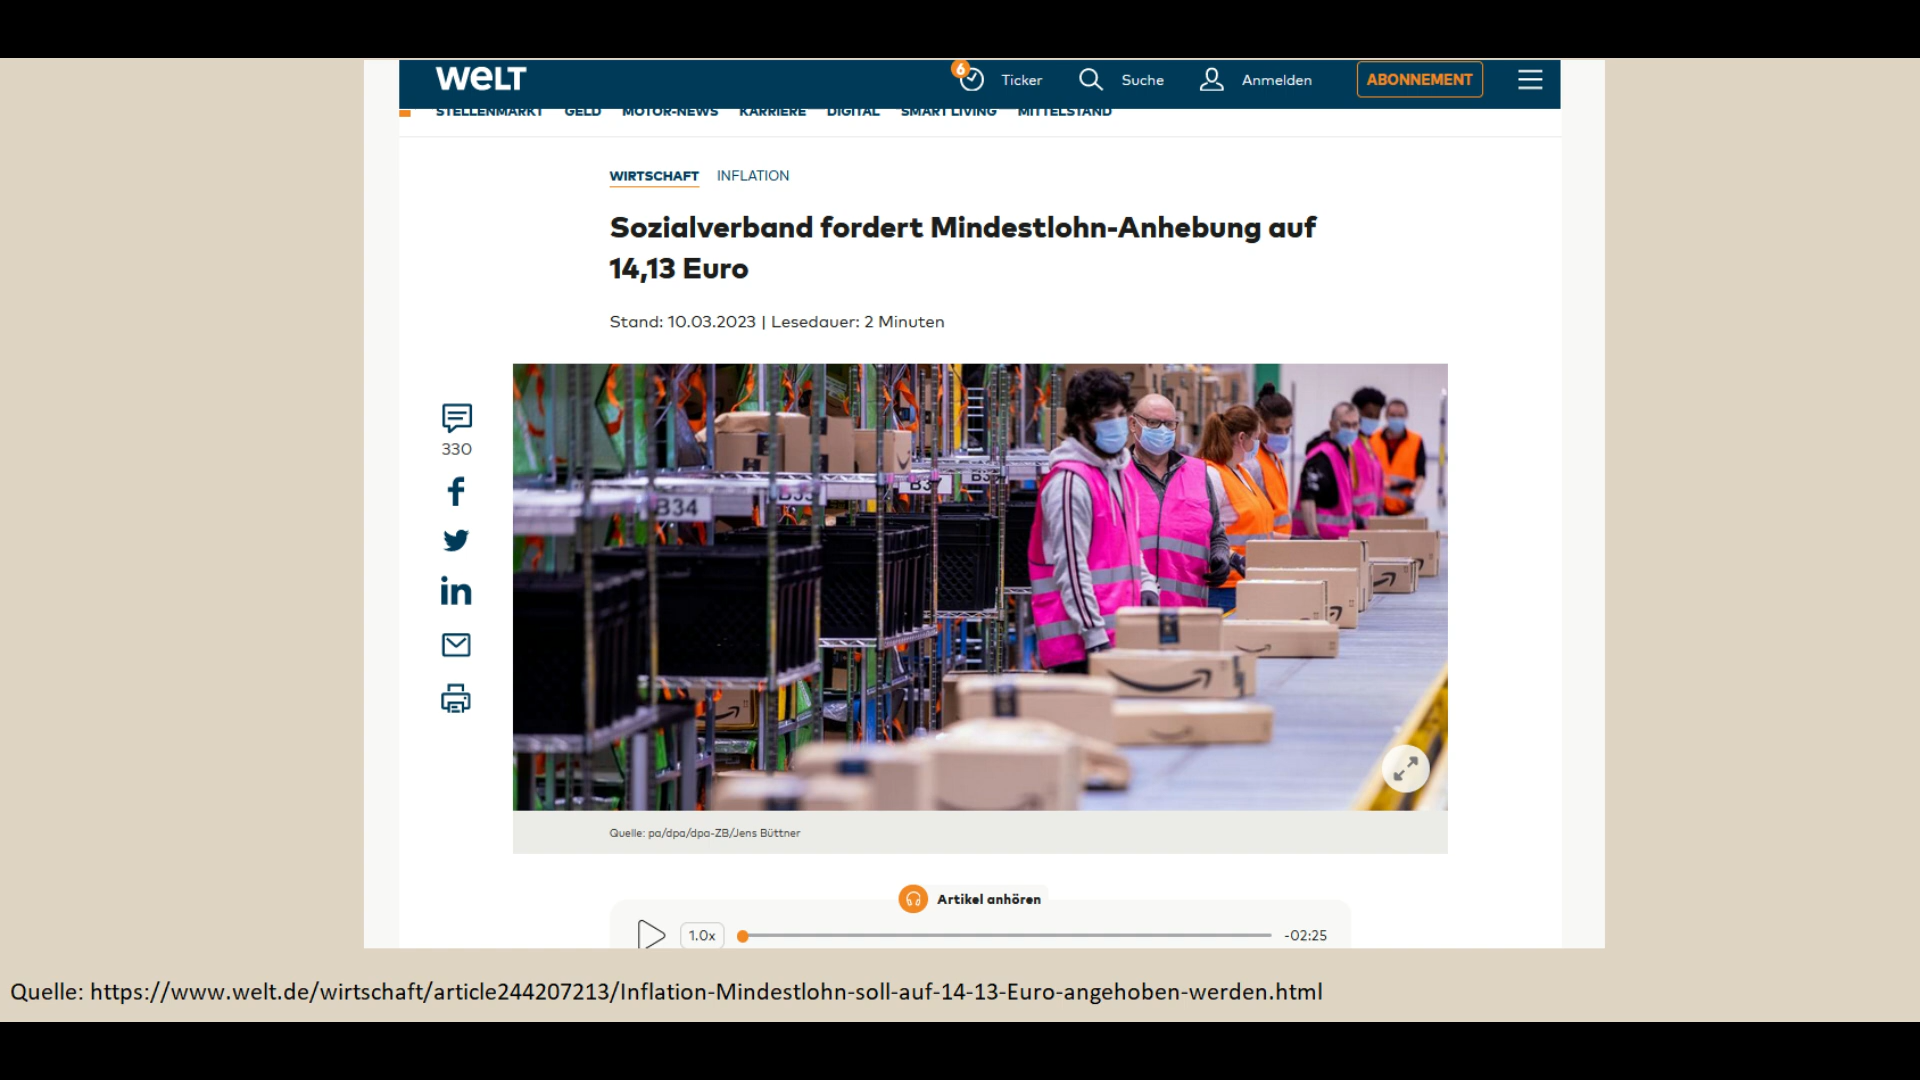 welt
6
Ticker
Suche
Anmelden
ABONNEMENT
STELLENMARKT GELD MOTOR-NEWS KARRIERE DIGITAL SMART LIVING MITTELSTAND
WIRTSCHAFT INFLATION
Sozialverband fordert Mindestlohn-Anhebung auf
14,13 Euro
Stand: 10.03.2023 | Lesedauer: 2 Minuten
330
B34
B35
B37
Quelle: pa/dpa/dpa-ZB/Jens Büttner
Artikel anhören
1.0x
-02:25
Quelle: https://www.welt.de/wirtschaft/article244207213/Inflation-Mindestlohn-soll-auf-14-13-Euro-angehoben-werden.html